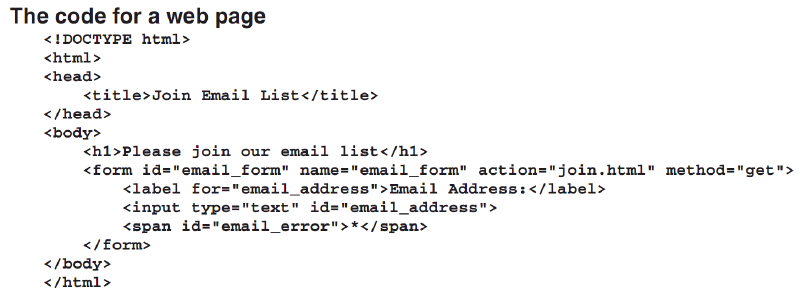 The code for a web page
<!DOCTYPE html>
<html>
<head>
<title>Join Email List</title>
</head>
<body>
<h1>Please join our email list</h1>
<form id="email_form" name="email_form" action="join.html" method="get">
<label for="email_address">Email Address:</label>
<input type="text" id="email_address">
<span id="email_error">*</span>
</form>
</body>
</html>